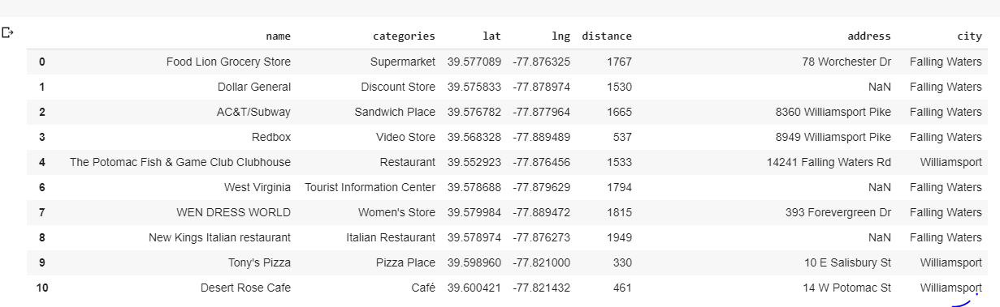 name categories lat lng distance address city
0 Food Lion Grocery Store Supermarket 39.577089 -77.876325 1767 78 Worchester Dr Falling Waters
1 Dollar General Discount Store 39.575833 -77.878974 1530 NaN Falling Waters
2 AC&T/Subway Sandwich Place 39.576782 -77.877964 1665 8360 Williamsport Pike Falling Waters
3 Redbox Video Store 39.568328 -77.889489 537 8949 Williamsport Pike Falling Waters
4 The Potomac Fish & Game Club Clubhouse Restaurant 39.552923 -77.876456 1533 14241 Falling Waters Rd Williamsport
6 West Virginia Tourist Information Center 39.578688 -77.879629 1794 NaN Falling Waters
7 WEN DRESS WORLD Women's Store 39.579984 -77.889472 1815 393 Forevergreen Dr Falling Waters
8 New Kings Italian restaurant Italian Restaurant 39.578974 -77.876273 1949 NaN Falling Waters
9 Tony's Pizza Pizza Place 39.598960 -77.821000 330 10 E Salisbury St Williamsport
10 Desert Rose Cafe Café 39.600421 -77.821432 461 14 W Potomac St Williamsport